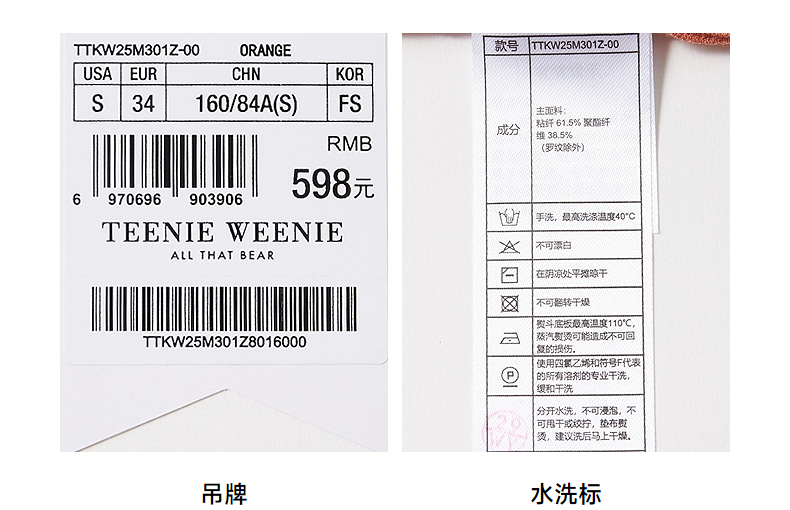 TTKW25M301Z-00 ORANGE
USA EUR CHN KOR
S 34 160/84A(S) FS
RMB
598元
6 970696 903906
TEENIE WEENIE
ALL THAT BEAR
TTKW25M301Z8016000
吊牌
款号 TTKW25M301Z-00
成分
主面料：
粘纤 61.5% 聚酯纤
维 38.5%
（罗纹除外）
手洗，最高洗涤温度40°C
不可漂白
在阴凉处平摊晾干
不可翻转干燥
熨斗底板最高温度110℃，
蒸汽熨烫可能造成不可回
复的损伤。
使用四氯乙烯和符号F代表
的所有溶剂的专业干洗，
缓和干洗
分开水洗，不可浸泡，不
可甩干或绞拧，垫布熨
烫，建议洗后马上干燥。
水洗标